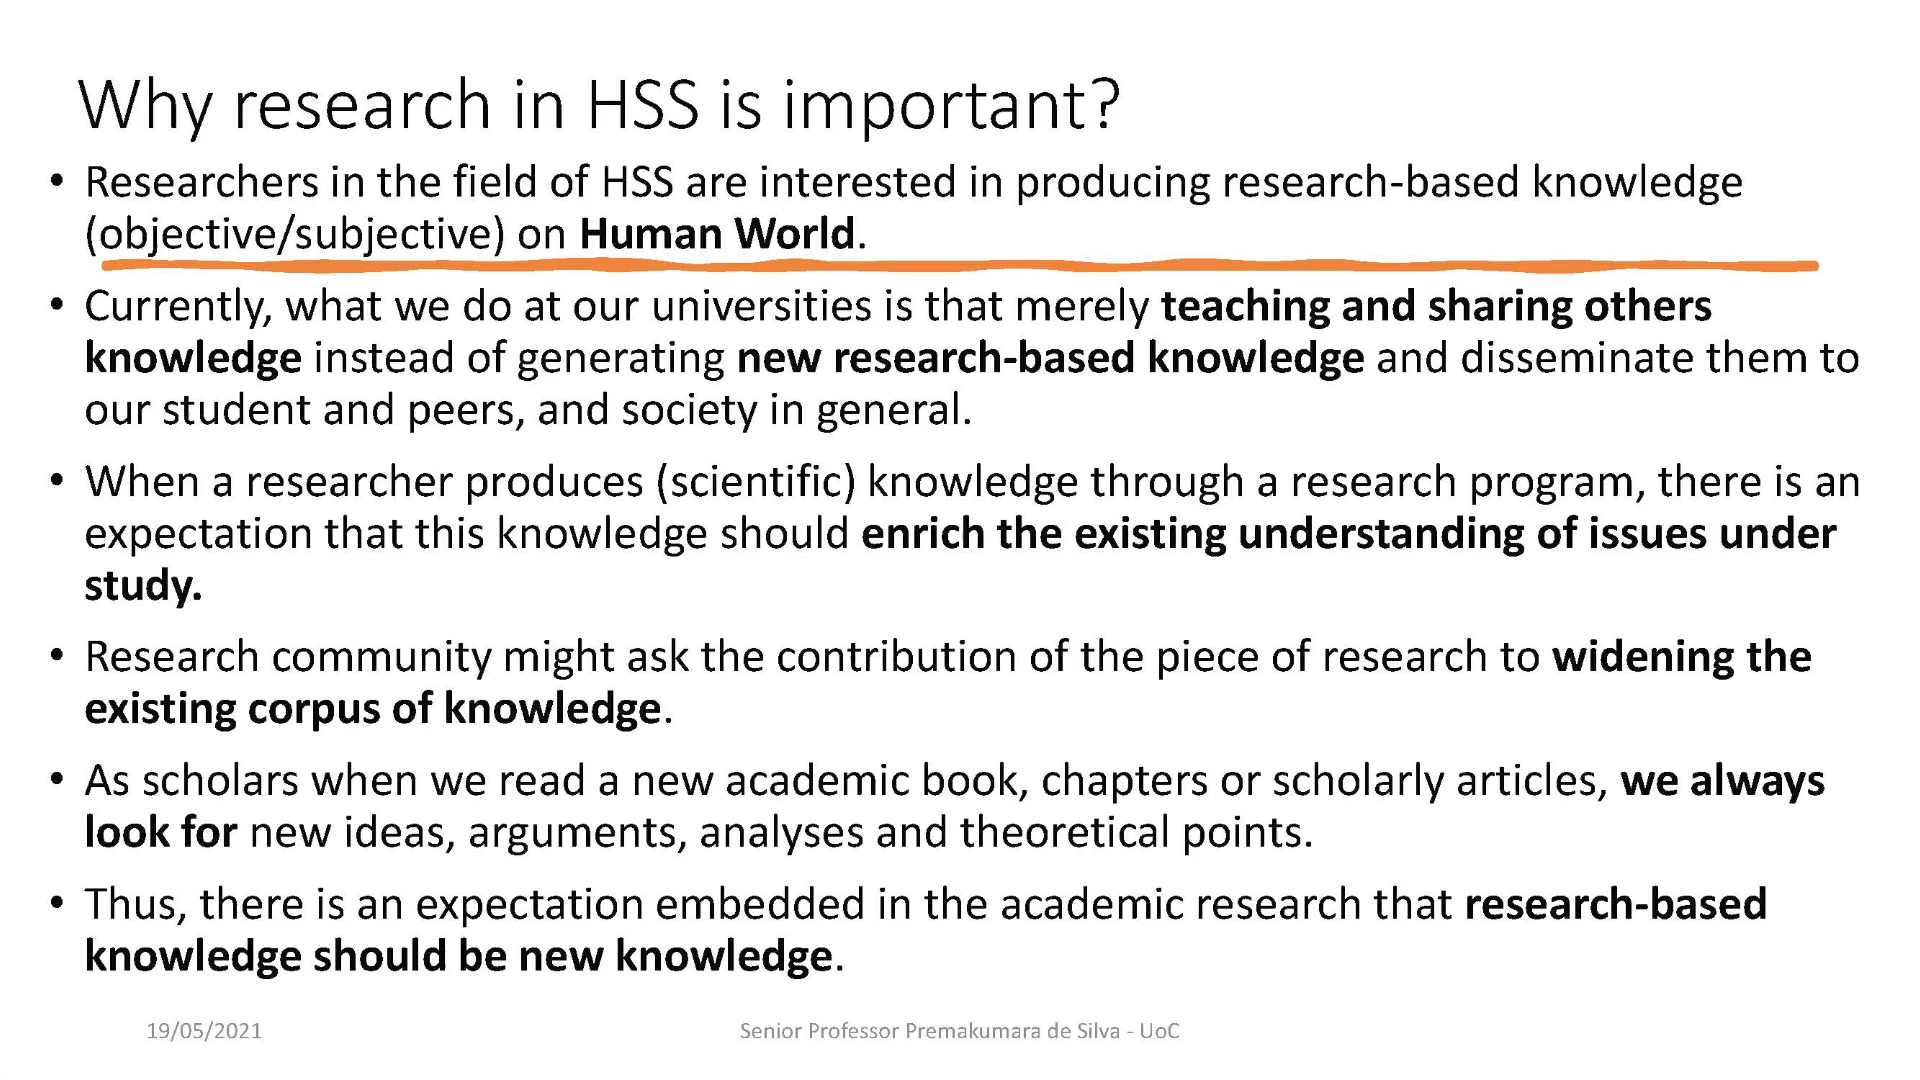 Why research in HSS is important?
• Researchers in the field of HSS are interested in producing research-based knowledge
(objective/subjective) on Human World.
• Currently, what we do at our universities is that merely teaching and sharing others
knowledge instead of generating new research-based knowledge and disseminate them to
our student and peers, and society in general.
• When a researcher produces (scientific) knowledge through a research program, there is an
expectation that this knowledge should enrich the existing understanding of issues under
study.
• Research community might ask the contribution of the piece of research to widening the
existing corpus of knowledge.
• As scholars when we read a new academic book, chapters or scholarly articles, we always
look for new ideas, arguments, analyses and theoretical points.
• Thus, there is an expectation embedded in the academic research that research-based
knowledge should be new knowledge.
19/05/2021
Senior Professor Premakumara de Silva - UoC